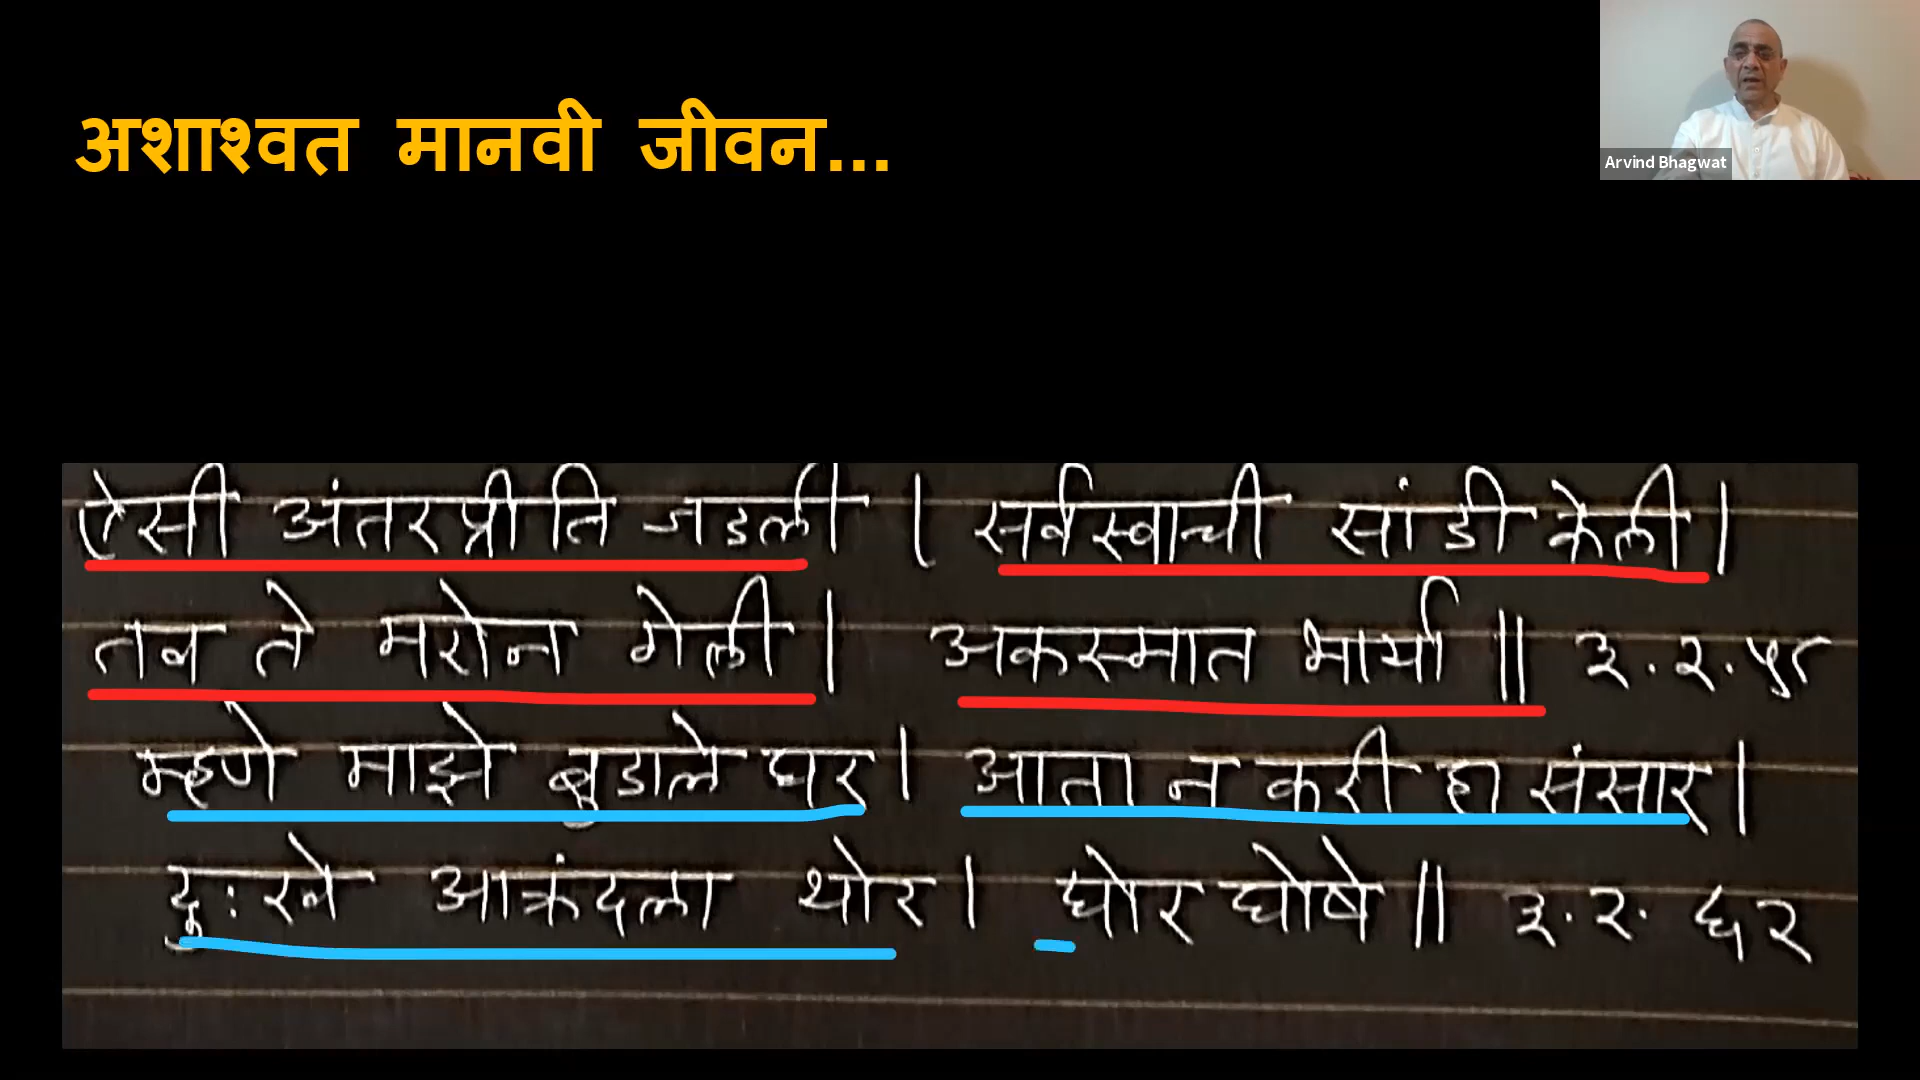 अशाश्वत मानवी जीवन...
Arvind Bhagwat
ऐसी अंतरप्रीति जडली | सर्वस्वाची सांडी केली |
तव ते मरोन गेली | अकस्मात भार्या || ३.२.५८
म्हणे माझे बुडाले घर | आता न करी हा संसार |
दुःखे आक्रंदला थोर | घोर घोषे || ३.२.६२